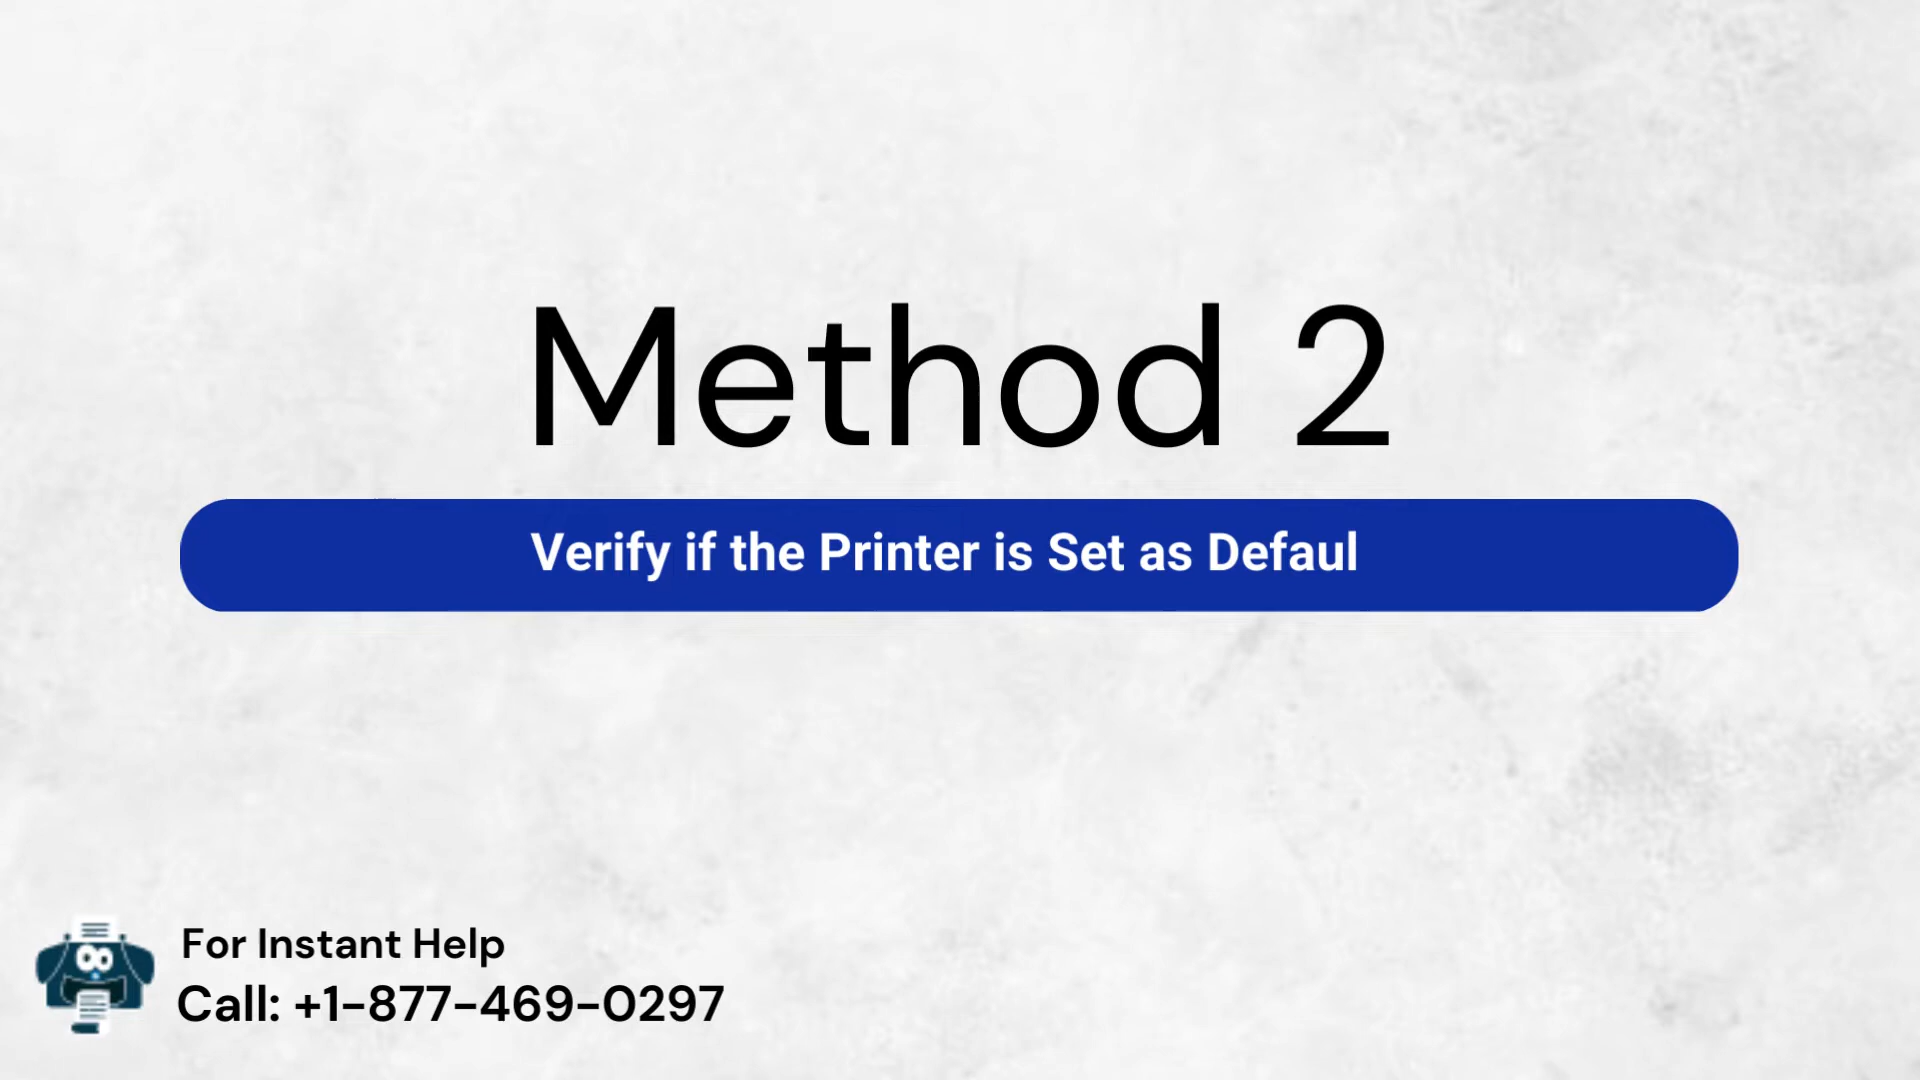 Method 2
Verify if the Printer is Set as Defaul
For Instant Help
Call: +1-877-469-0297